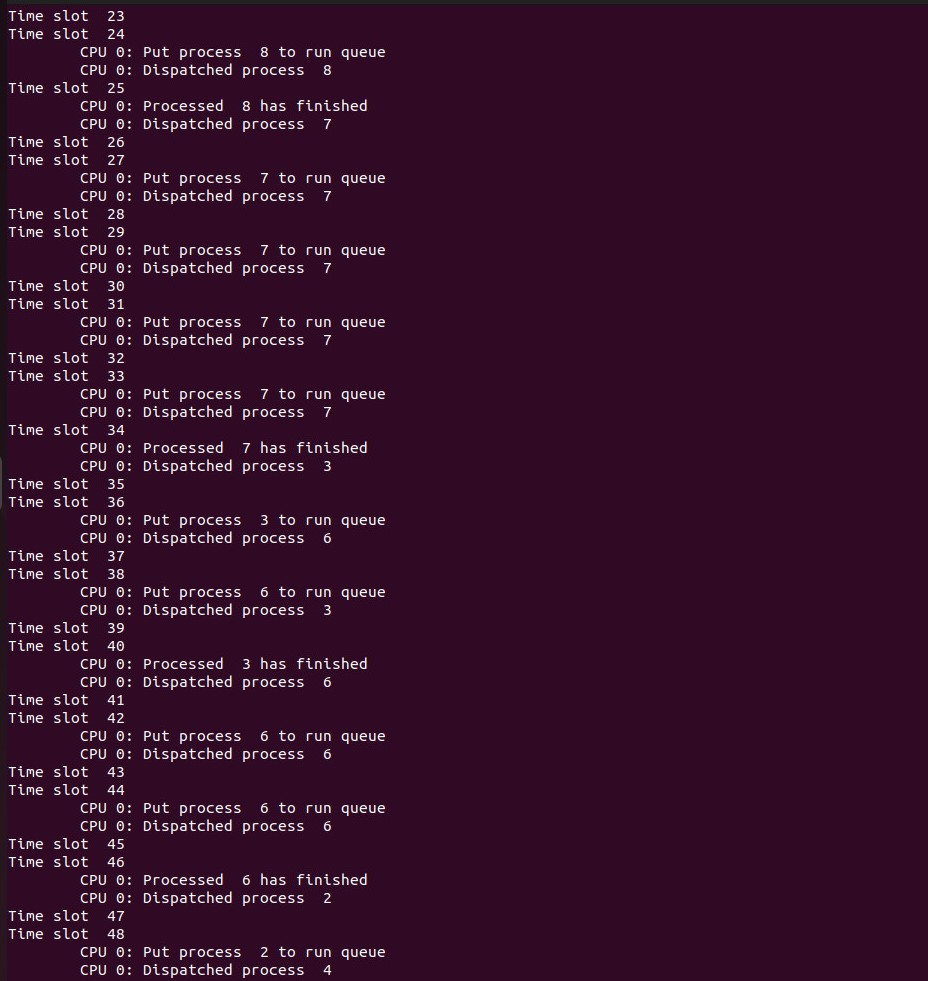 Time slot  23
Time slot  24
        CPU 0: Put process  8 to run queue
        CPU 0: Dispatched process  8
Time slot  25
        CPU 0: Processed  8 has finished
        CPU 0: Dispatched process  7
Time slot  26
Time slot  27
        CPU 0: Put process  7 to run queue
        CPU 0: Dispatched process  7
Time slot  28
Time slot  29
        CPU 0: Put process  7 to run queue
        CPU 0: Dispatched process  7
Time slot  30
Time slot  31
        CPU 0: Put process  7 to run queue
        CPU 0: Dispatched process  7
Time slot  32
Time slot  33
        CPU 0: Put process  7 to run queue
        CPU 0: Dispatched process  7
Time slot  34
        CPU 0: Processed  7 has finished
        CPU 0: Dispatched process  3
Time slot  35
Time slot  36
        CPU 0: Put process  3 to run queue
        CPU 0: Dispatched process  6
Time slot  37
Time slot  38
        CPU 0: Put process  6 to run queue
        CPU 0: Dispatched process  3
Time slot  39
Time slot  40
        CPU 0: Processed  3 has finished
        CPU 0: Dispatched process  6
Time slot  41
Time slot  42
        CPU 0: Put process  6 to run queue
        CPU 0: Dispatched process  6
Time slot  43
Time slot  44
        CPU 0: Put process  6 to run queue
        CPU 0: Dispatched process  6
Time slot  45
Time slot  46
        CPU 0: Processed  6 has finished
        CPU 0: Dispatched process  2
Time slot  47
Time slot  48
        CPU 0: Put process  2 to run queue
        CPU 0: Dispatched process  4